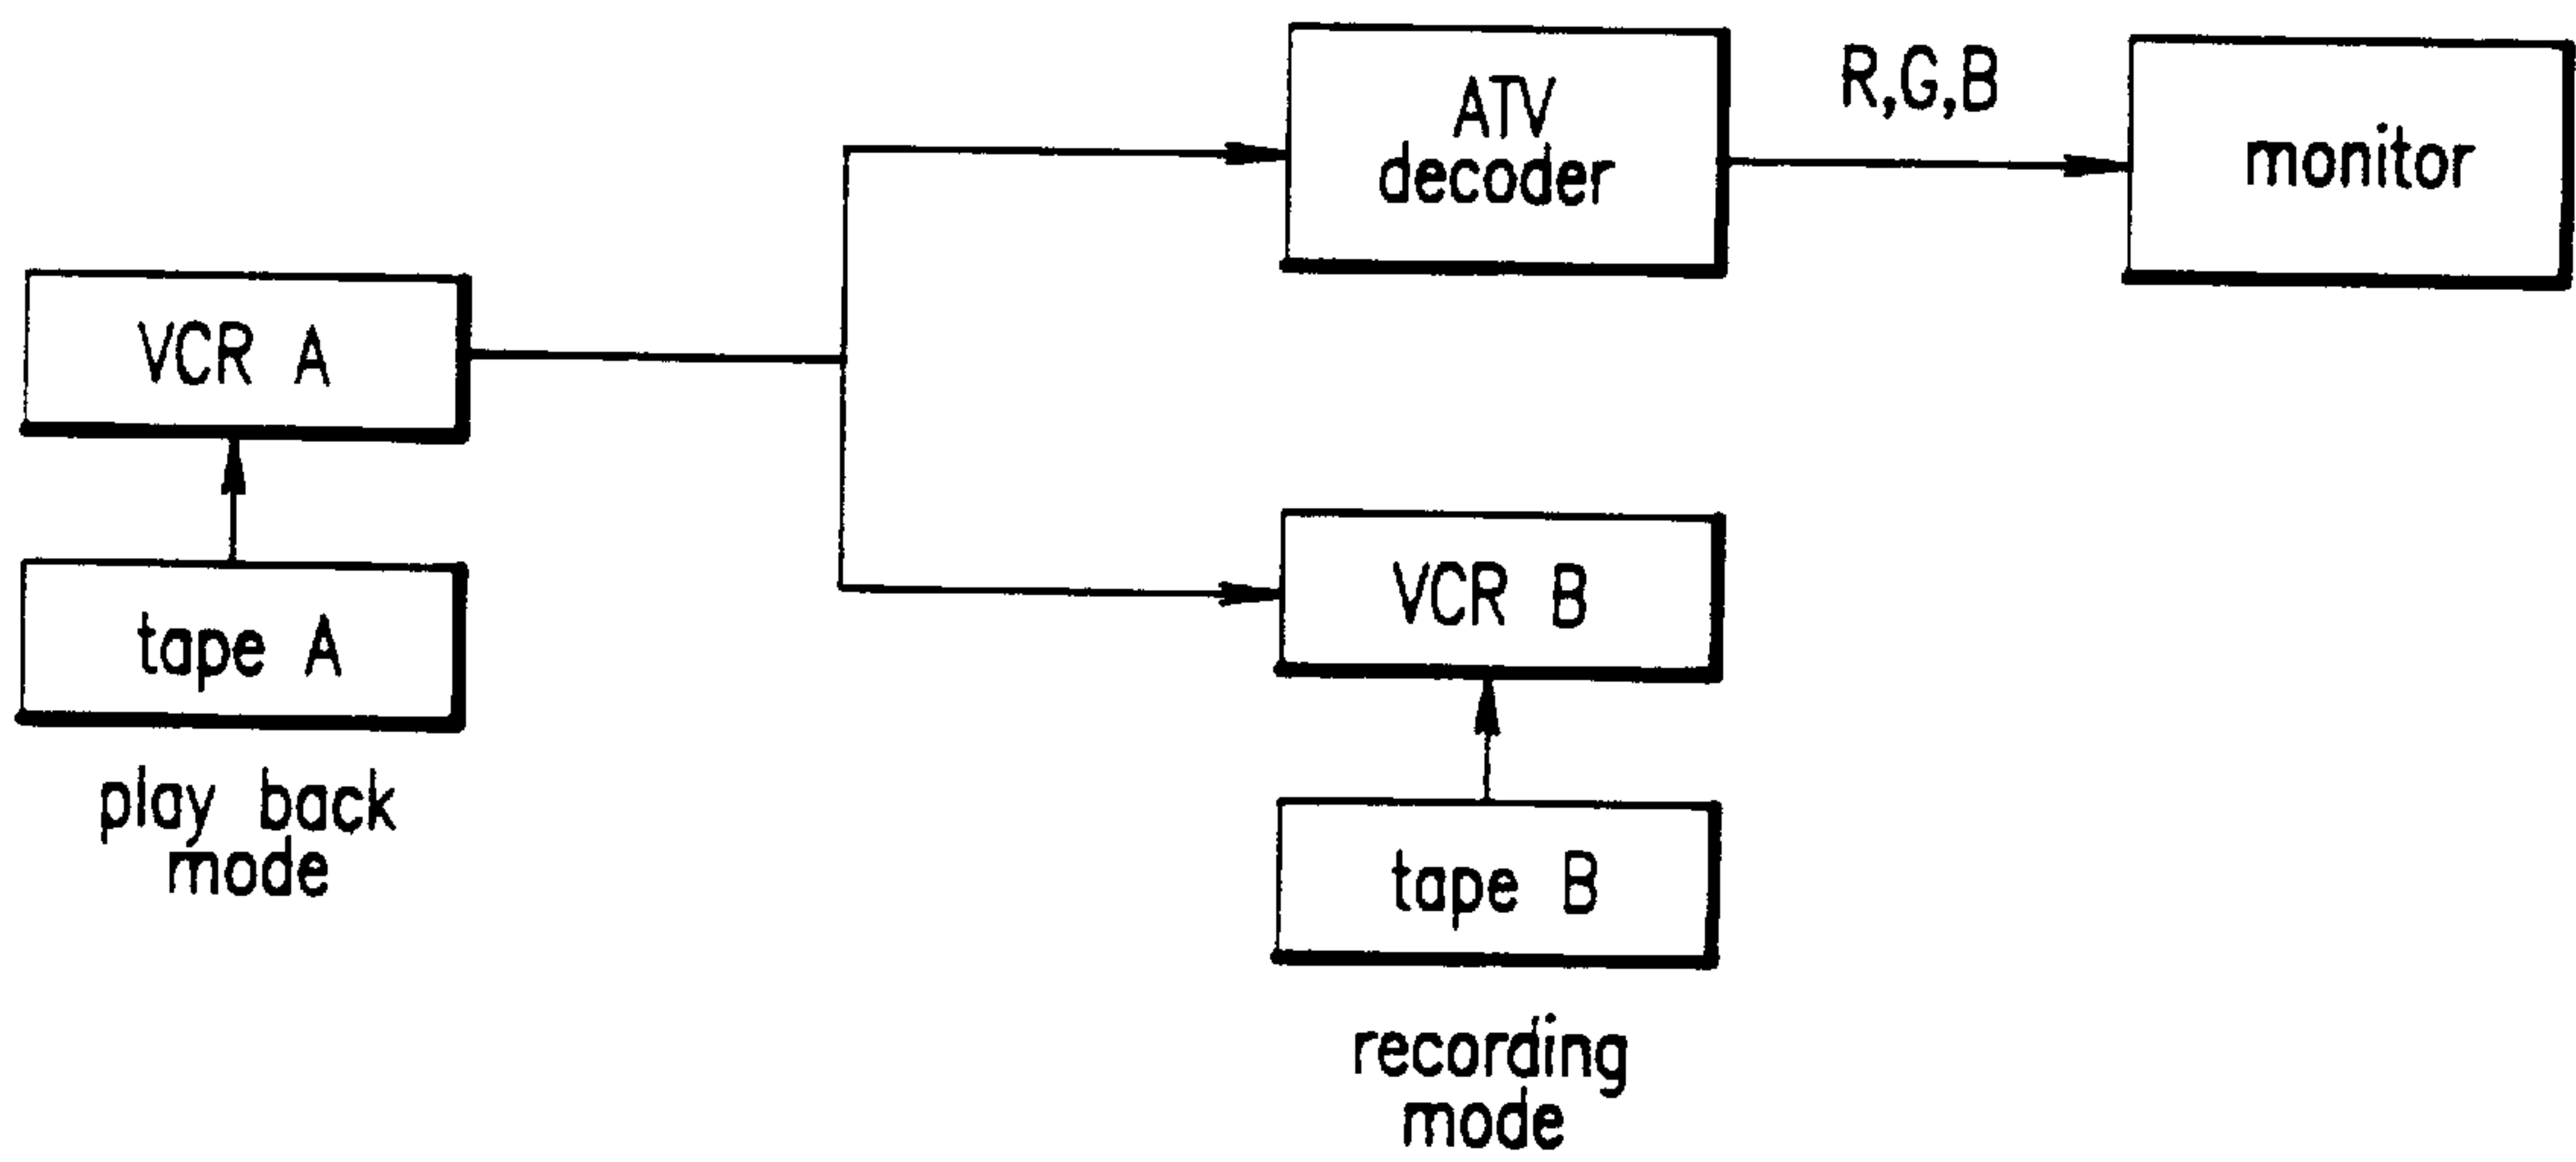 ATV
decoder
R,G,B
monitor
VCR A
tape A
play back
mode
VCR B
tape B
recording
mode